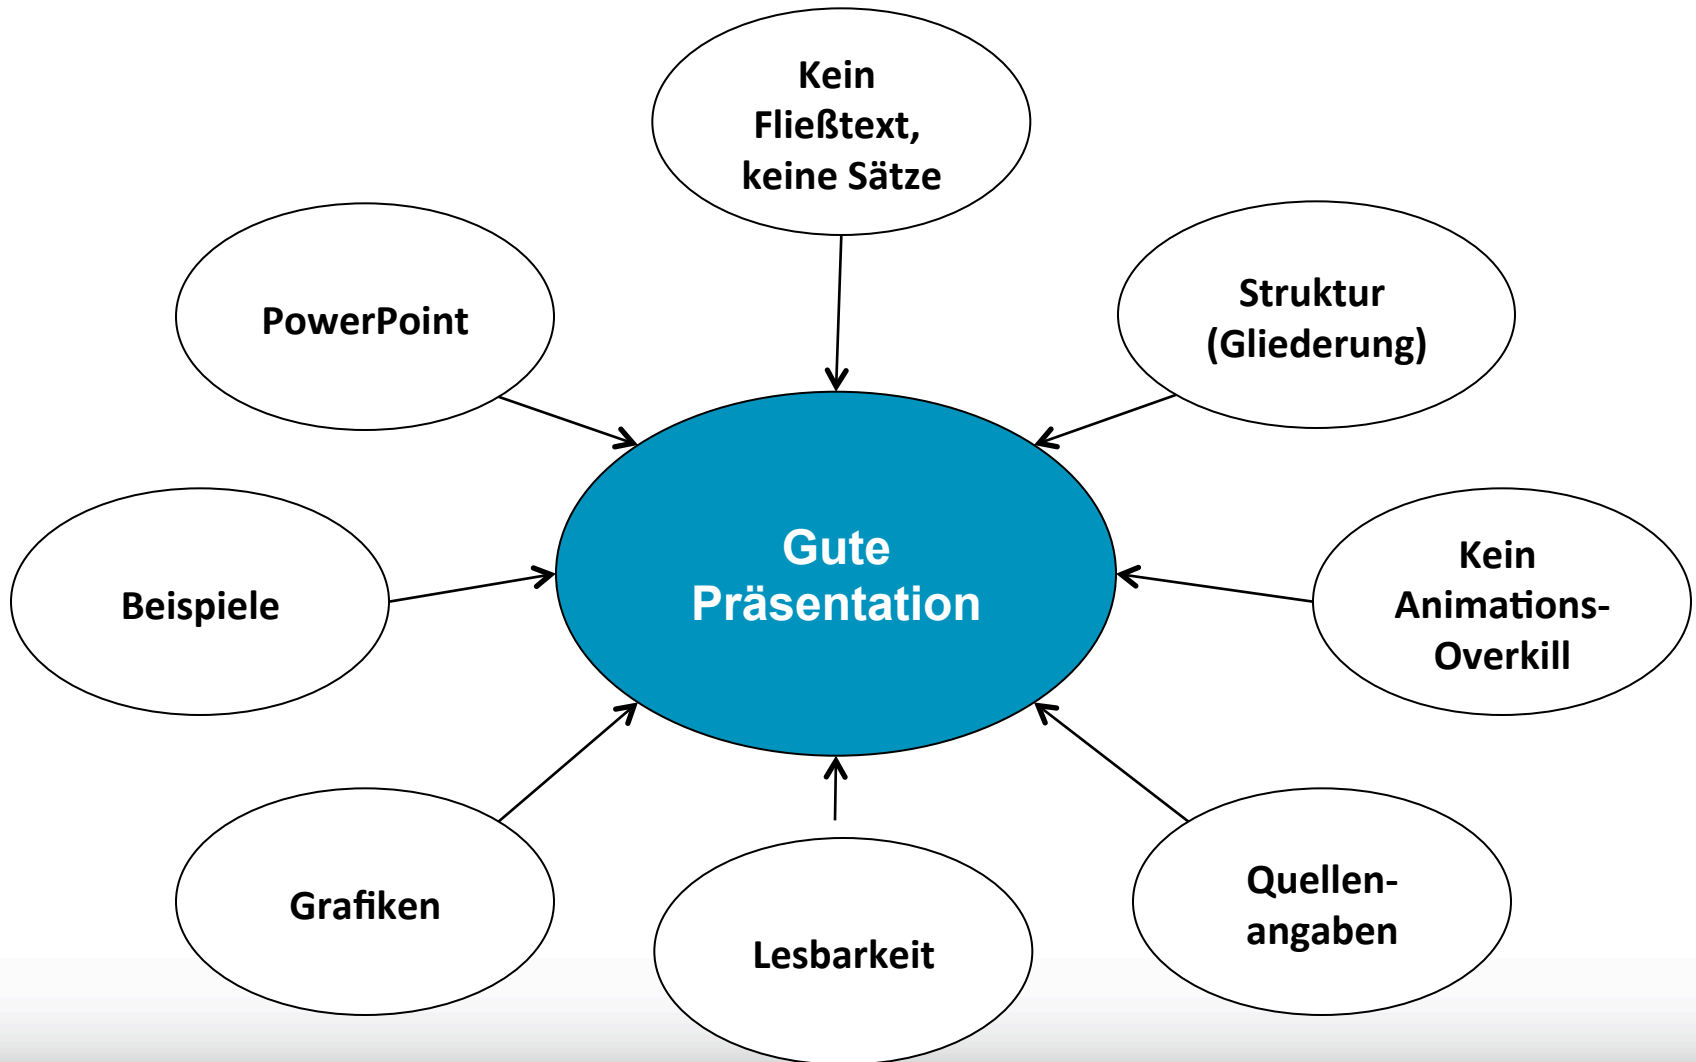 Kein
Fließtext,
keine Sätze
PowerPoint
Struktur
(Gliederung)
Gute
Präsentation
Beispiele
Kein
Animations-
Overkill
Grafiken
Lesbarkeit
Quellen-
angaben